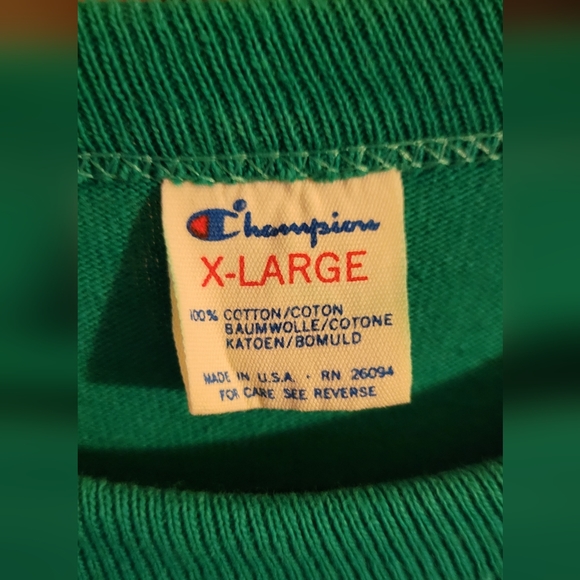 Champion
X-LARGE
100% COTTON/COTON
BAUMWOLLE/COTONE
KATOEN/BOMULD
MADE IN U.S.A. · RN 26094
FOR CARE SEE REVERSE